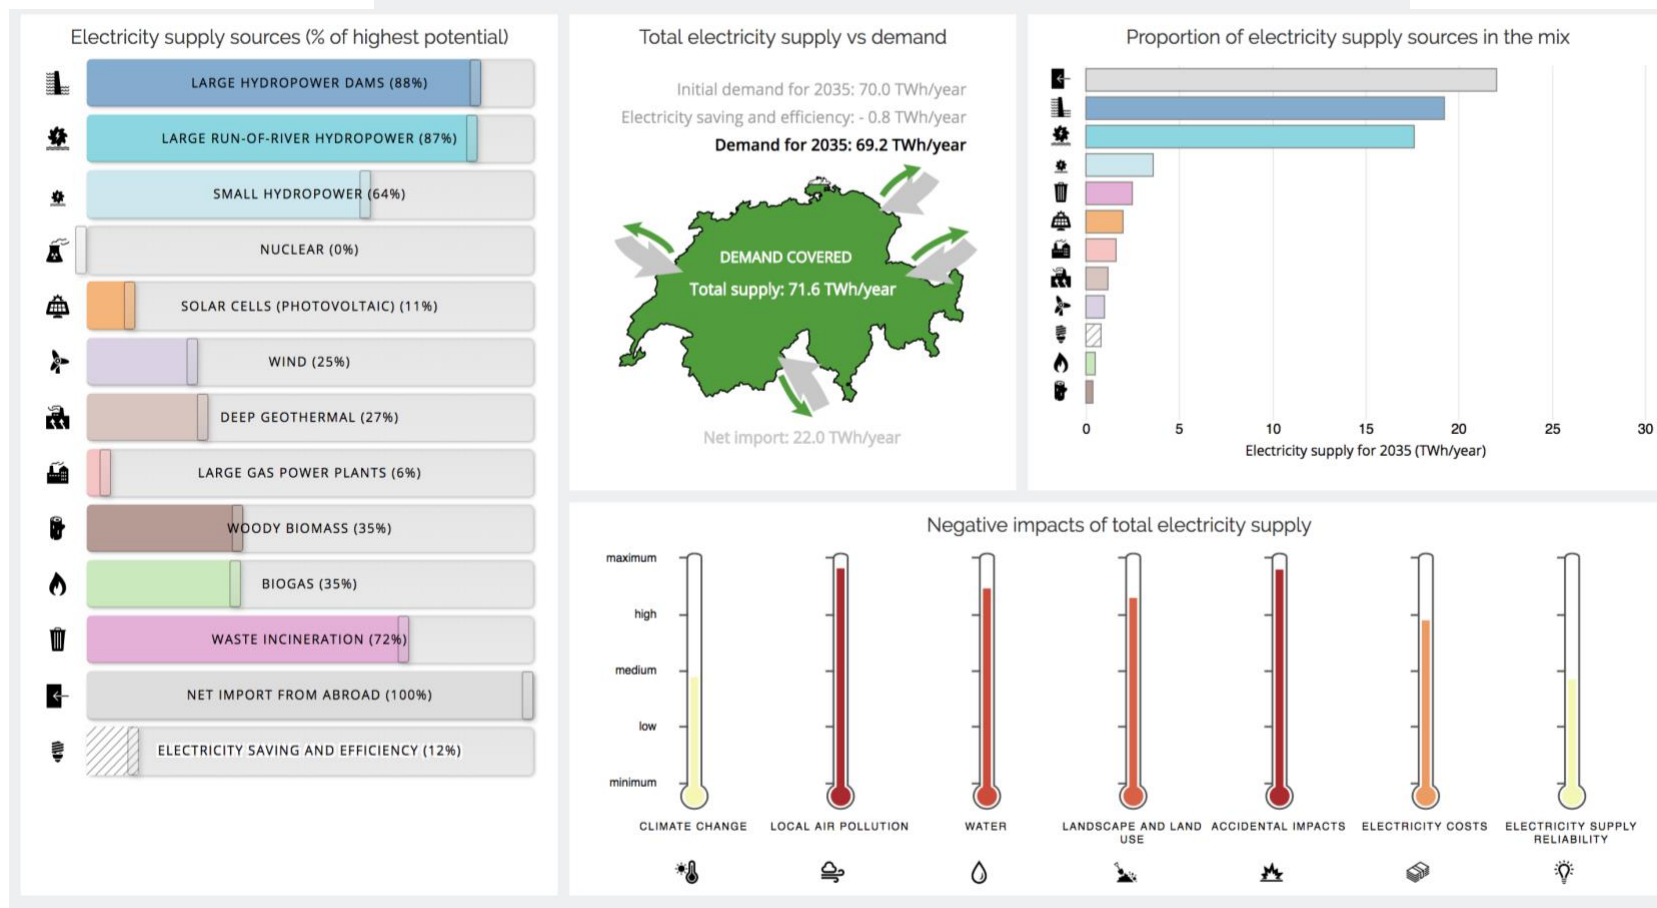 Electricity supply sources (% of highest potential)
LARGE HYDROPOWER DAMS (88%)
LARGE RUN-OF-RIVER HYDROPOWER (87%)
SMALL HYDROPOWER (64%)
NUCLEAR (0%)
SOLAR CELLS (PHOTOVOLTAIC) (11%)
WIND (25%)
DEEP GEOTHERMAL (27%)
LARGE GAS POWER PLANTS (6%)
WOODY BIOMASS (35%)
BIOGAS (35%)
WASTE INCINERATION (72%)
NET IMPORT FROM ABROAD (100%)
ELECTRICITY SAVING AND EFFICIENCY (12%)
Total electricity supply vs demand
Initial demand for 2035: 70.0 TWh/year
Electricity saving and efficiency: - 0.8 TWh/year
Demand for 2035: 69.2 TWh/year
DEMAND COVERED
Total supply: 71.6 TWh/year
Net import: 22.0 TWh/year
Proportion of electricity supply sources in the mix
0 5 10 15 20 25 30
Electricity supply for 2035 (TWh/year)
Negative impacts of total electricity supply
maximum
high
medium
low
minimum
CLIMATE CHANGE
LOCAL AIR POLLUTION
WATER
LANDSCAPE AND LAND
USE
ACCIDENTAL IMPACTS
ELECTRICITY COSTS
ELECTRICITY SUPPLY
RELIABILITY